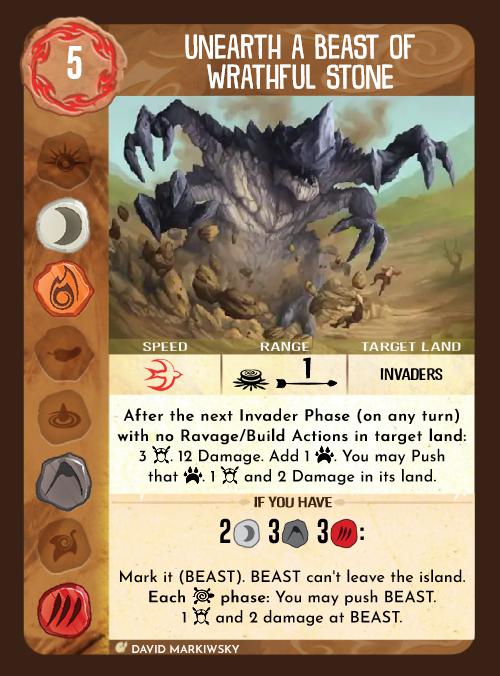 5
UNEARTH A BEAST OF
WRATHFUL STONE
SPEED RANGE TARGET LAND
1 INVADERS
After the next Invader Phase (on any turn)
with no Ravage/Build Actions in target land:
3 . 12 Damage. Add 1 . You may Push
that . 1 and 2 Damage in its land.
IF YOU HAVE
2 3 3 :
Mark it (BEAST). BEAST can't leave the island.
Each phase: You may push BEAST.
1 and 2 damage at BEAST.
DAVID MARKIWSKY